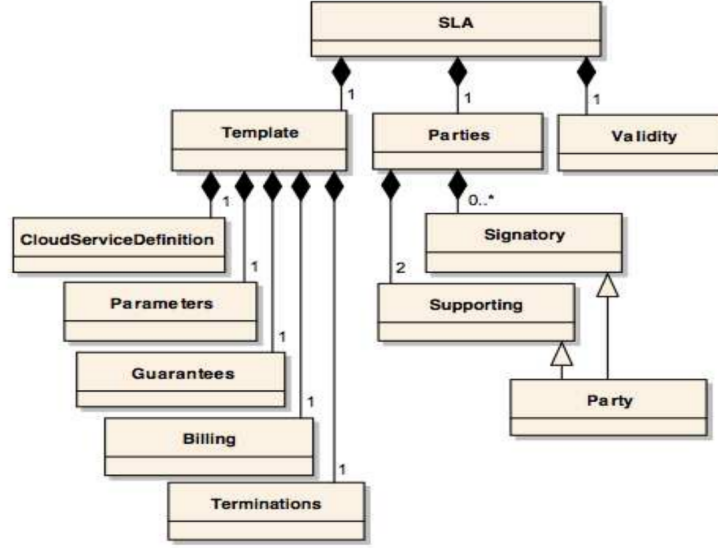 SLA
1
1
1
Template
Parties
Validity
1
0..*
CloudServiceDefinition
Signatory
1
2
Parameters
Supporting
1
Guarantees
Party
1
Billing
1
Terminations